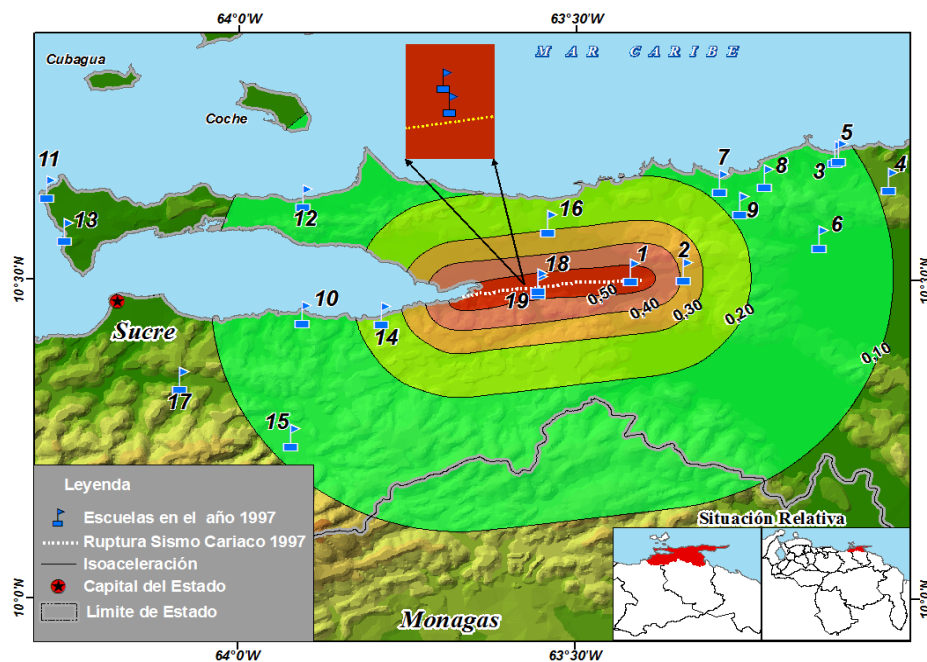 64°0'W
63°30'W
MAR CARIBE
Cubagua
Coche
5
11
7
8
3
4
12
13
16
9
6
10°30'N
18
1
2
10°30'N
19
0,50
0,40
0,30
0,20
0,10
10
14
Sucre
17
15
Leyenda
Escuelas en el año 1997
Ruptura Sismo Cariaco 1997
Isoaceleración
Capital del Estado
Límite de Estado
Situación Relativa
Monagas
10°0'N
10°0'N
64°0'W
63°30'W